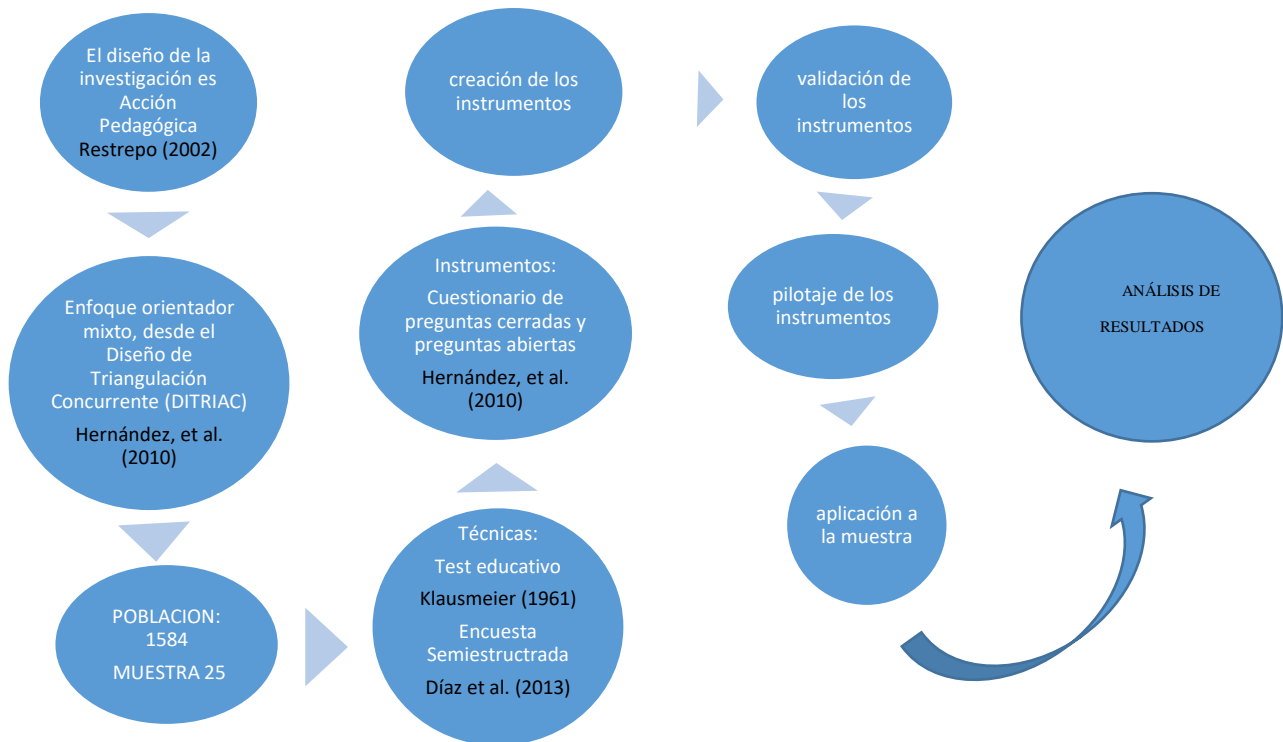 El diseño de la
investigación es
Acción
Pedagógica
Restrepo (2002)
Enfoque orientador
mixto, desde el
Diseño de
Triangulación
Concurrente (DITRIAC)
Hernández, et al.
(2010)
POBLACION:
1584
MUESTRA 25
Técnicas:
Test educativo
Klausmeier (1961)
Encuesta
Semiestructrada
Díaz et al. (2013)
Instrumentos:
Cuestionario de
preguntas cerradas y
preguntas abiertas
Hernández, et al.
(2010)
creación de los
instrumentos
validación de
los
instrumentos
pilotaje de los
instrumentos
aplicación a
la muestra
ANÁLISIS DE
RESULTADOS